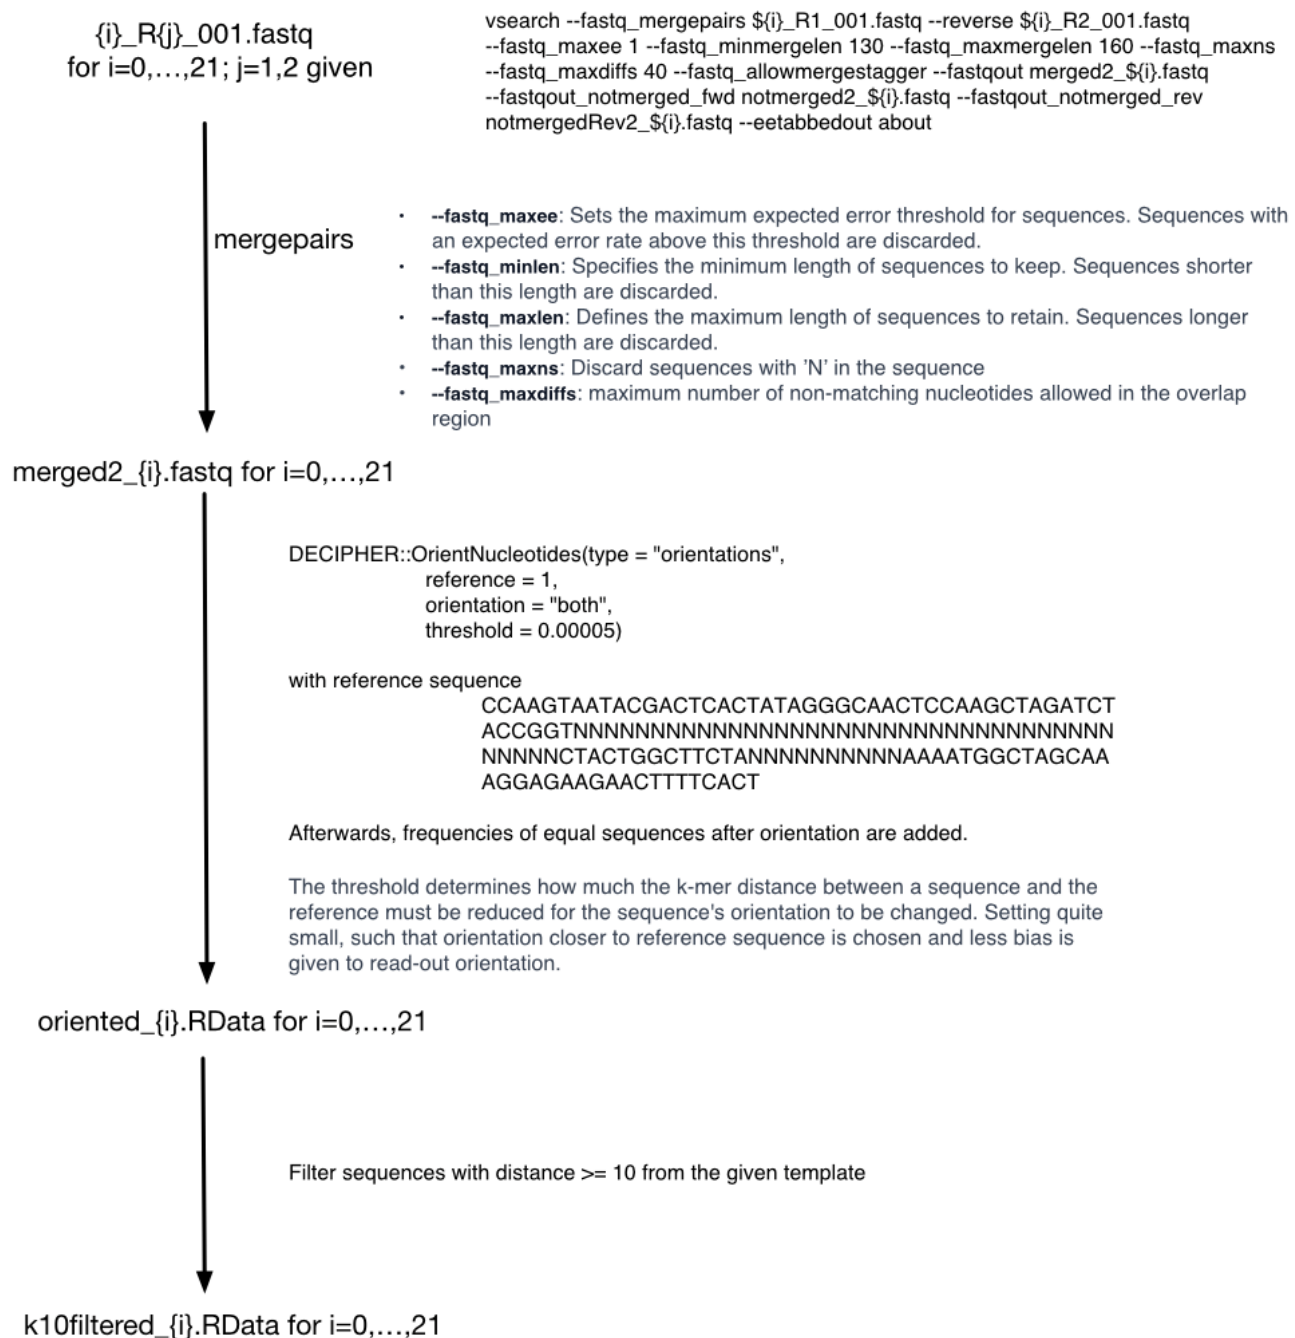 {i}_R{j}_001.fastq
for i=0,...,21; j=1,2 given
vsearch --fastq_mergepairs ${i}_R1_001.fastq --reverse ${i}_R2_001.fastq
--fastq_maxee 1 --fastq_minmergelen 130 --fastq_maxmergelen 160 --fastq_maxns
--fastq_maxdiffs 40 --fastq_allowmergestagger --fastqout merged2_${i}.fastq
--fastqout_notmerged_fwd notmerged2_${i}.fastq --fastqout_notmerged_rev
notmergedRev2_${i}.fastq --eetabbedout about
mergepairs
• --fastq_maxee: Sets the maximum expected error threshold for sequences. Sequences with
an expected error rate above this threshold are discarded.
• --fastq_minlen: Specifies the minimum length of sequences to keep. Sequences shorter
than this length are discarded.
• --fastq_maxlen: Defines the maximum length of sequences to retain. Sequences longer
than this length are discarded.
• --fastq_maxns: Discard sequences with 'N' in the sequence
• --fastq_maxdiffs: maximum number of non-matching nucleotides allowed in the overlap
region
merged2_{i}.fastq for i=0,...,21
DECIPHER::OrientNucleotides(type = "orientations",
reference = 1,
orientation = "both",
threshold = 0.00005)
with reference sequence
CCAAGTAATACGACTCACTATAGGGCAACTCCAAGCTAGATCT
ACCGGTNNNNNNNNNNNNNNNNNNNNNNNNNNNNNNNNNNN
NNNNNCTACTGGCTTCTANNNNNNNNNNAAAATGGCTAGCAA
AGGAGAAGAACTTTTCACT
Afterwards, frequencies of equal sequences after orientation are added.
The threshold determines how much the k-mer distance between a sequence and the
reference must be reduced for the sequence's orientation to be changed. Setting quite
small, such that orientation closer to reference sequence is chosen and less bias is
given to read-out orientation.
oriented_{i}.RData for i=0,...,21
Filter sequences with distance >= 10 from the given template
k10filtered_{i}.RData for i=0,...,21